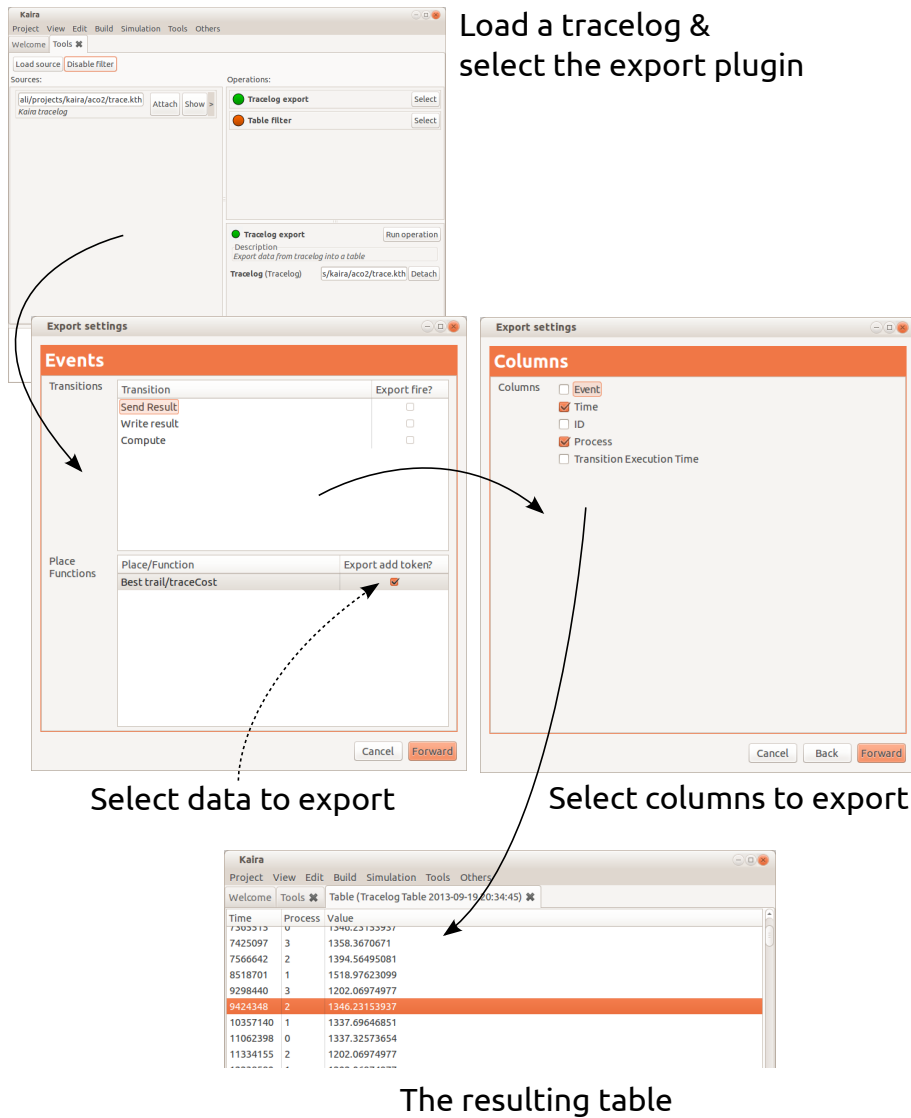 Kaira
Project View Edit Build Simulation Tools Others
Welcome Tools
Load source Disable filter
Sources:
ali/projects/kaira/aco2/trace.kth Attach Show >
Kaira tracelog
Operations:
Tracelog export Select
Table filter Select
Tracelog export Run operation
Description
Export data from tracelog into a table
Tracelog (Tracelog) s/kaira/aco2/trace.kth Detach
Load a tracelog &
select the export plugin
Export settings
Events
Transitions
Transition Export fire?
Send Result
Write result
Compute
Place
Functions
Place/Function Export add token?
Best trail/traceCost
Cancel Forward
Select data to export
Export settings
Columns
Columns
Event
Time
ID
Process
Transition Execution Time
Cancel Back Forward
Select columns to export
Kaira
Project View Edit Build Simulation Tools Others
Welcome Tools Table (Tracelog Table 2013-09-19 20:34:45)
Time Process Value
7425097 3 1358.3670671
7566642 2 1394.56495081
8518701 1 1518.97623099
9298440 3 1202.06974977
9424348 2 1346.23153937
10357140 1 1337.69646851
11062398 0 1337.32573654
11334155 2 1202.06974977
The resulting table